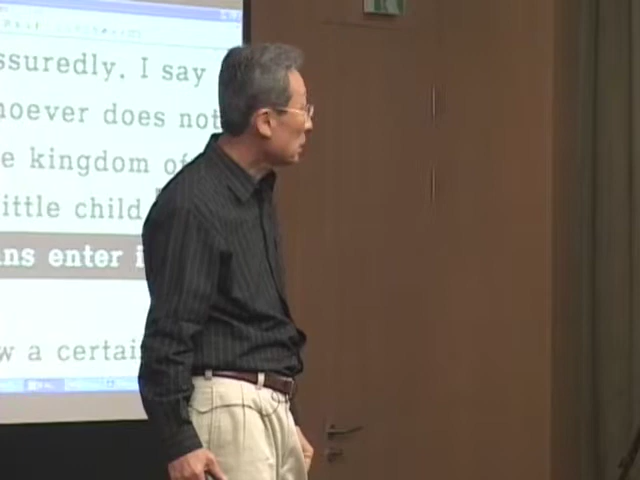 ssuredly, I say
hoever does not
e kingdom of
ittle child
ns enter i
w a certai